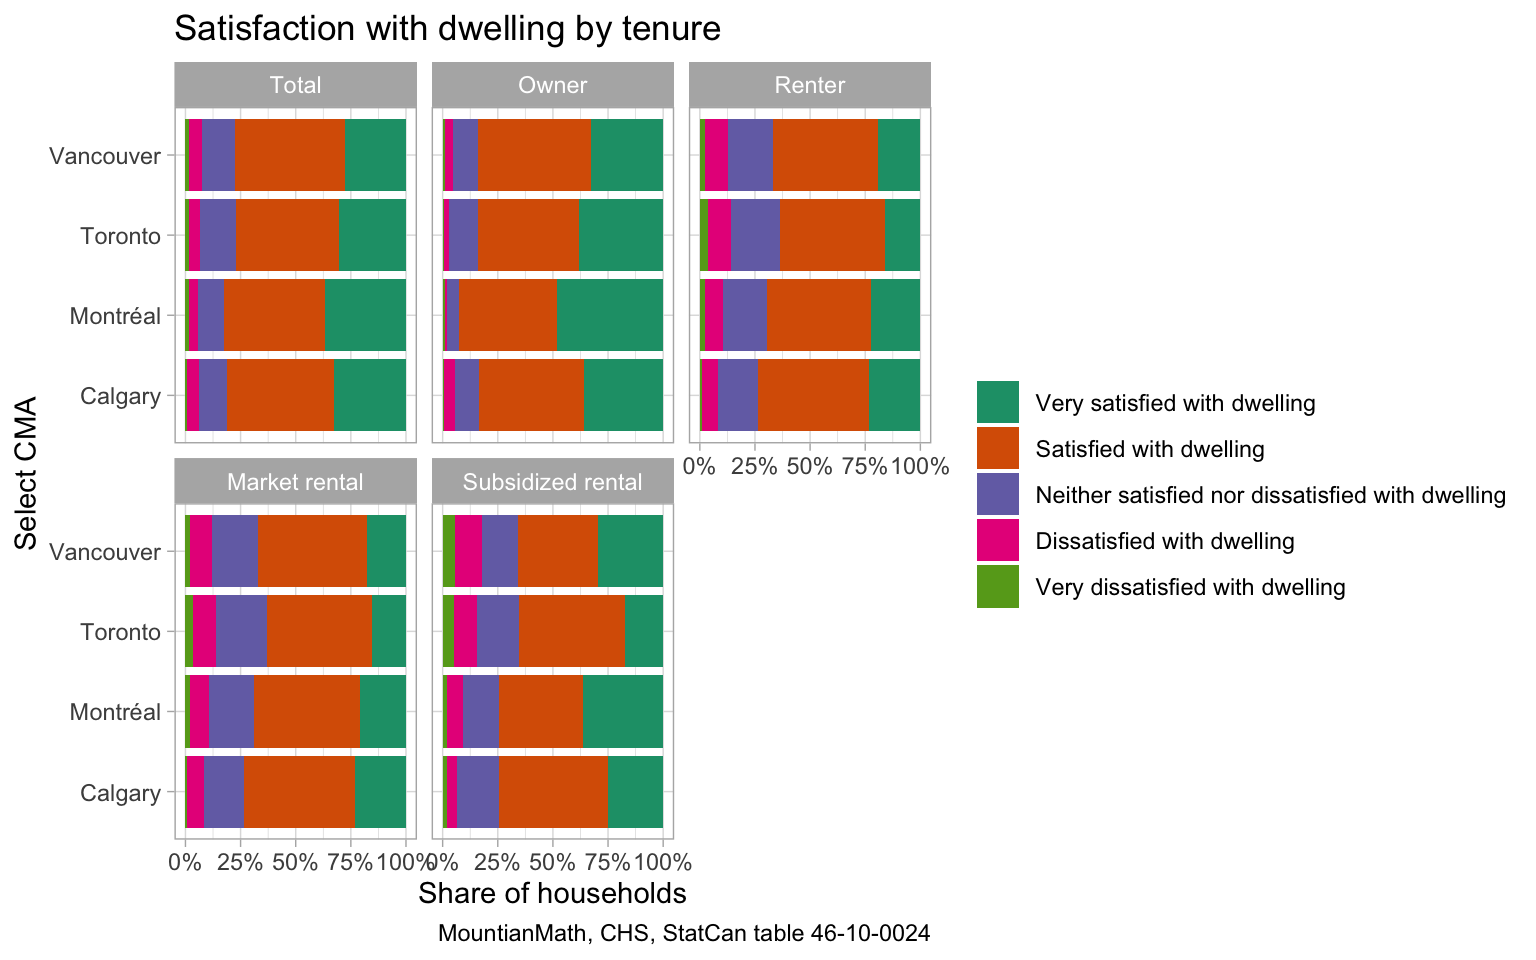 Satisfaction with dwelling by tenure
Total
Owner
Renter
Vancouver
Toronto
Montréal
Calgary
0% 25% 50% 75% 100%
Select CMA
Market rental
Subsidized rental
Vancouver
Toronto
Montréal
Calgary
0% 25% 50% 75% 100%
0% 25% 50% 75% 100%
Share of households
Very satisfied with dwelling
Satisfied with dwelling
Neither satisfied nor dissatisfied with dwelling
Dissatisfied with dwelling
Very dissatisfied with dwelling
MountianMath, CHS, StatCan table 46-10-0024